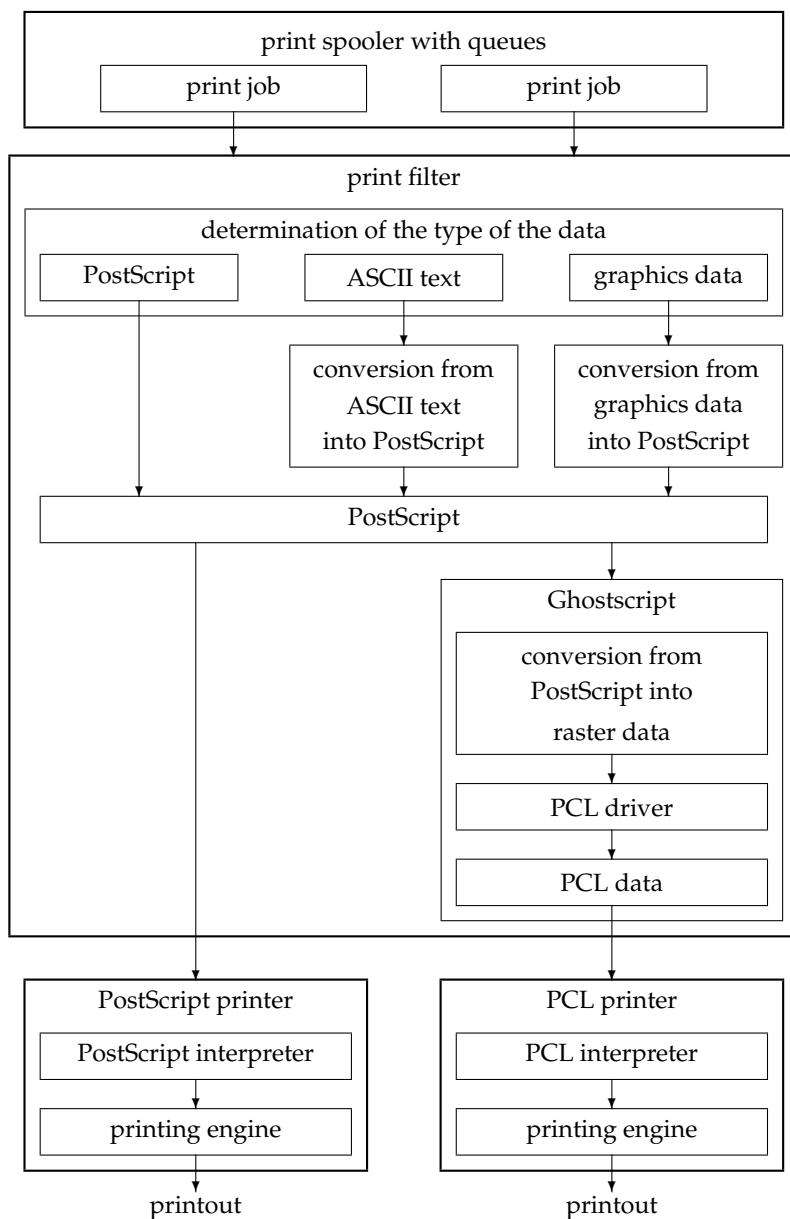 print spooler with queues
print job
print job
print filter
determination of the type of the data
PostScript
ASCII text
graphics data
conversion from
ASCII text
into PostScript
conversion from
graphics data
into PostScript
PostScript
Ghostscript
conversion from
PostScript into
raster data
PCL driver
PCL data
PostScript printer
PostScript interpreter
printing engine
printout
PCL printer
PCL interpreter
printing engine
printout